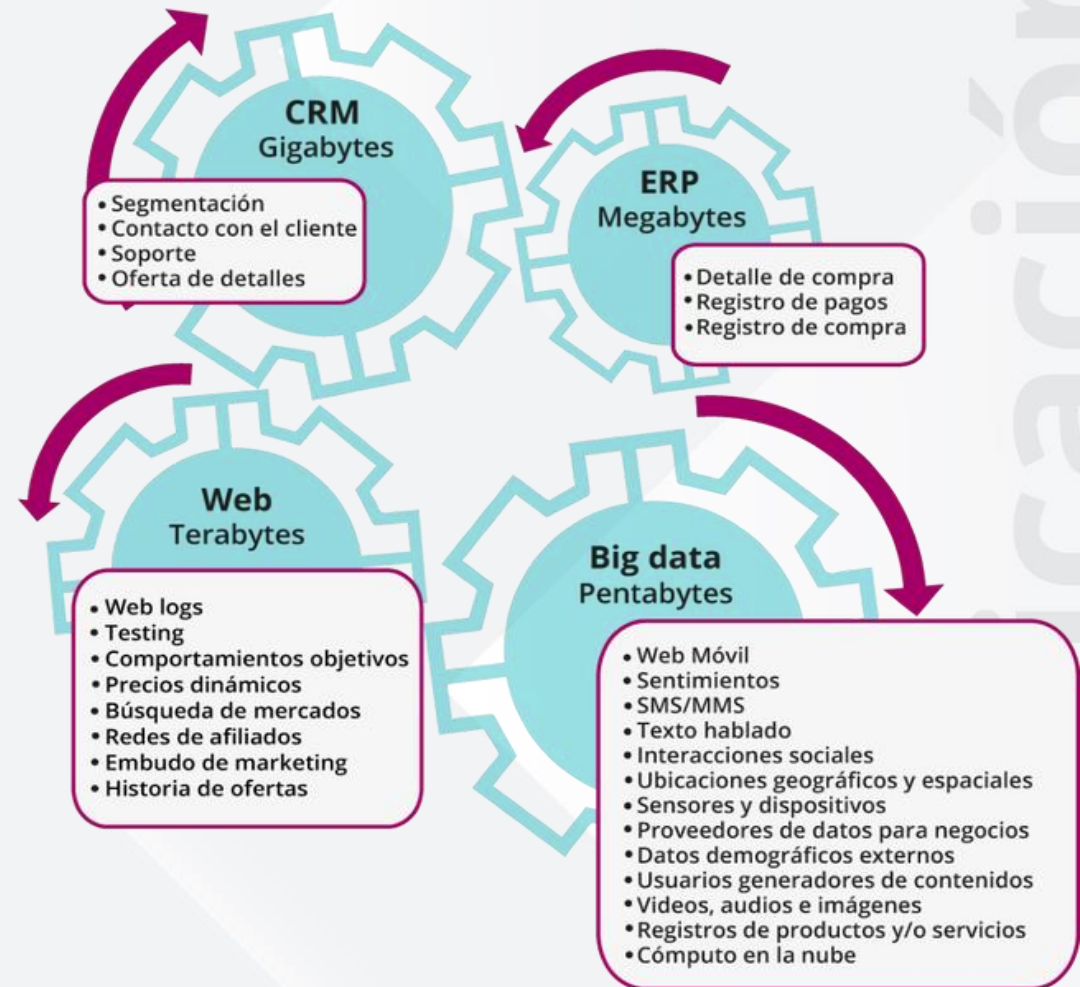 CRM
Gigabytes
• Segmentación
• Contacto con el cliente
• Soporte
• Oferta de detalles
ERP
Megabytes
• Detalle de compra
• Registro de pagos
• Registro de compra
Web
Terabytes
• Web logs
• Testing
• Comportamientos objetivos
• Precios dinámicos
• Búsqueda de mercados
• Redes de afiliados
• Embudo de marketing
• Historia de ofertas
Big data
Pentabytes
• Web Móvil
• Sentimientos
• SMS/MMS
• Texto hablado
• Interacciones sociales
• Ubicaciones geográficos y espaciales
• Sensores y dispositivos
• Proveedores de datos para negocios
• Datos demográficos externos
• Usuarios generadores de contenidos
• Videos, audios e imágenes
• Registros de productos y/o servicios
• Cómputo en la nube